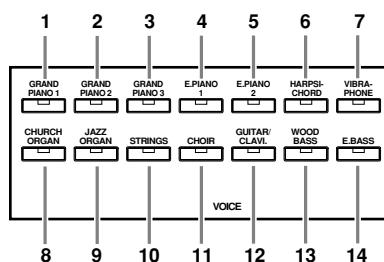 1 2 3 4 5 6 7
GRAND PIANO 1
GRAND PIANO 2
GRAND PIANO 3
E.PIANO 1
E.PIANO 2
HARPSI-CHORD
VIBRA-PHONE
CHURCH ORGAN
JAZZ ORGAN
STRINGS
CHOIR
GUITAR/CLAVI.
WOOD BASS
E.BASS
VOICE
8 9 10 11 12 13 14